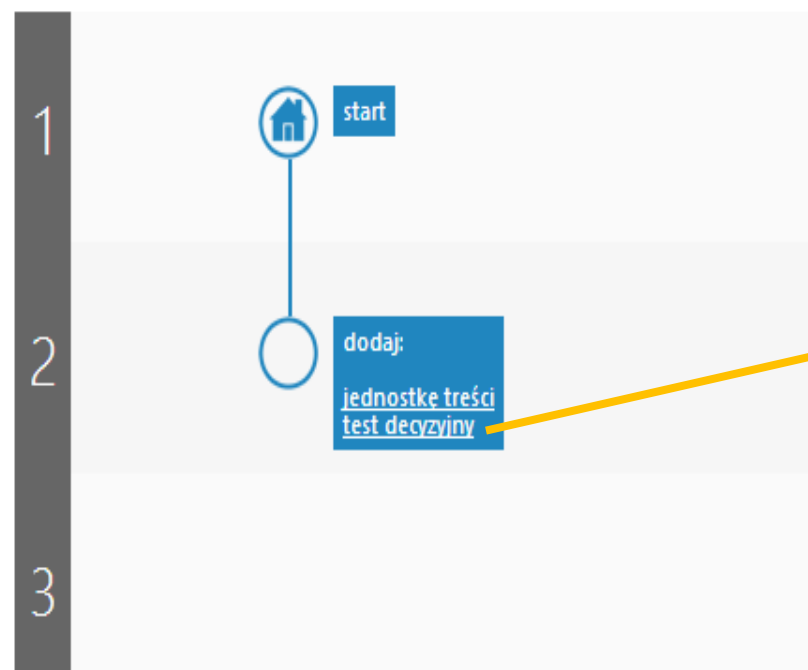 1
start
2
dodaj:
jednostkę treści
test decyzyjny
3